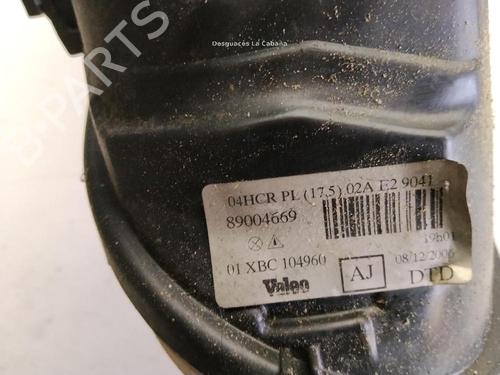 Desguaces La Cabaña
B-PARTS
04HCR PL (17,5) 02A E2 9041
89004669
19h01
01 XBC 104960
AJ
08/12/2006
Valeo
DTD